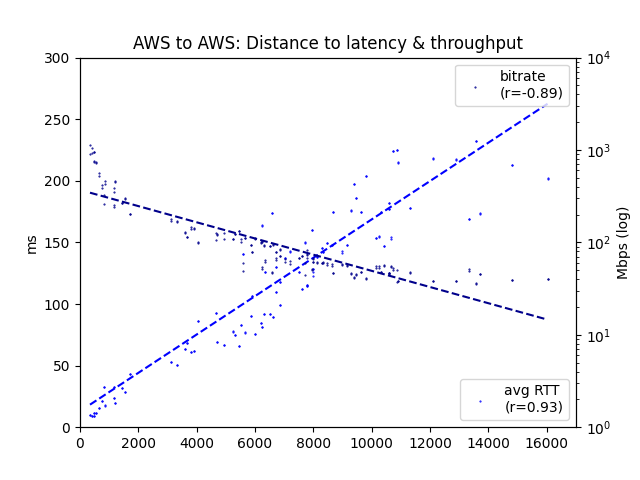 AWS to AWS: Distance to latency & throughput
300
250
200
150
100
50
0
ms
0 2000 4000 6000 8000 10000 12000 14000 16000
10^4
10^3
10^2
10^1
10^0
Mbps (log)
bitrate
(r=-0.89)
avg RTT
(r=0.93)